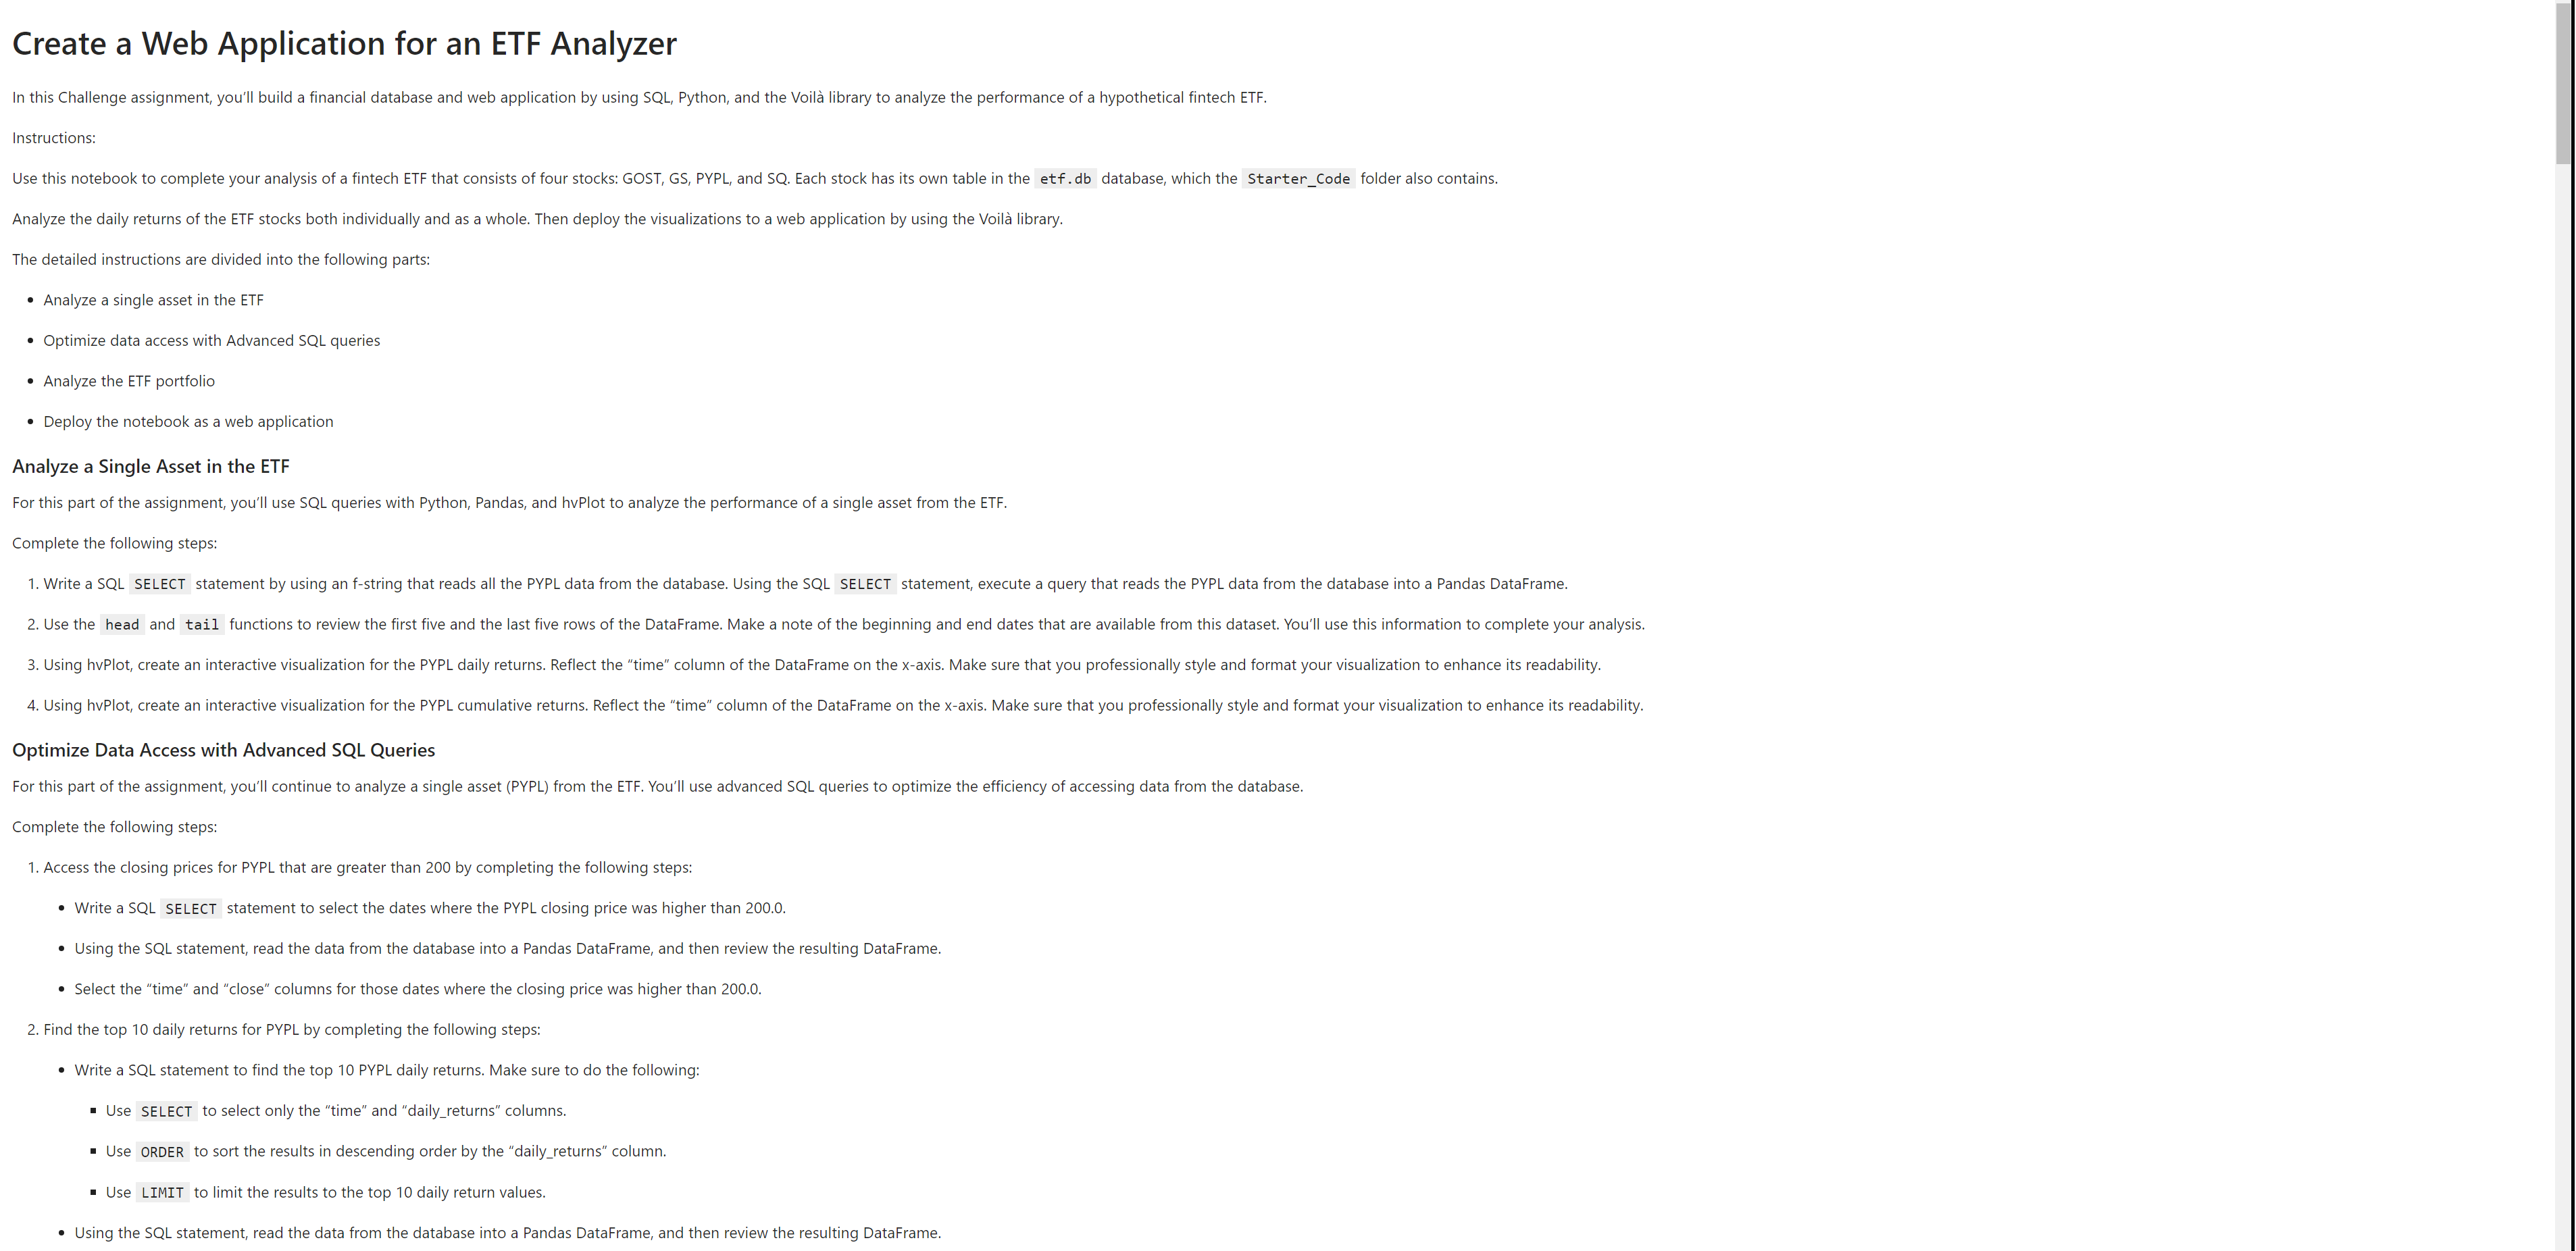 Create a Web Application for an ETF Analyzer
In this Challenge assignment, you’ll build a financial database and web application by using SQL, Python, and the Voilà library to analyze the performance of a hypothetical fintech ETF.
Instructions:
Use this notebook to complete your analysis of a fintech ETF that consists of four stocks: GOST, GS, PYPL, and SQ. Each stock has its own table in the etf.db database, which the Starter_Code folder also contains.
Analyze the daily returns of the ETF stocks both individually and as a whole. Then deploy the visualizations to a web application by using the Voilà library.
The detailed instructions are divided into the following parts:
• Analyze a single asset in the ETF
• Optimize data access with Advanced SQL queries
• Analyze the ETF portfolio
• Deploy the notebook as a web application
Analyze a Single Asset in the ETF
For this part of the assignment, you’ll use SQL queries with Python, Pandas, and hvPlot to analyze the performance of a single asset from the ETF.
Complete the following steps:
1. Write a SQL SELECT statement by using an f-string that reads all the PYPL data from the database. Using the SQL SELECT statement, execute a query that reads the PYPL data from the database into a Pandas DataFrame.
2. Use the head and tail functions to review the first five and the last five rows of the DataFrame. Make a note of the beginning and end dates that are available from this dataset. You’ll use this information to complete your analysis.
3. Using hvPlot, create an interactive visualization for the PYPL daily returns. Reflect the “time” column of the DataFrame on the x-axis. Make sure that you professionally style and format your visualization to enhance its readability.
4. Using hvPlot, create an interactive visualization for the PYPL cumulative returns. Reflect the “time” column of the DataFrame on the x-axis. Make sure that you professionally style and format your visualization to enhance its readability.
Optimize Data Access with Advanced SQL Queries
For this part of the assignment, you’ll continue to analyze a single asset (PYPL) from the ETF. You’ll use advanced SQL queries to optimize the efficiency of accessing data from the database.
Complete the following steps:
1. Access the closing prices for PYPL that are greater than 200 by completing the following steps:
• Write a SQL SELECT statement to select the dates where the PYPL closing price was higher than 200.0.
• Using the SQL statement, read the data from the database into a Pandas DataFrame, and then review the resulting DataFrame.
• Select the “time” and “close” columns for those dates where the closing price was higher than 200.0.
2. Find the top 10 daily returns for PYPL by completing the following steps:
• Write a SQL statement to find the top 10 PYPL daily returns. Make sure to do the following:
▪ Use SELECT to select only the “time” and “daily_returns” columns.
▪ Use ORDER to sort the results in descending order by the “daily_returns” column.
▪ Use LIMIT to limit the results to the top 10 daily return values.
• Using the SQL statement, read the data from the database into a Pandas DataFrame, and then review the resulting DataFrame.